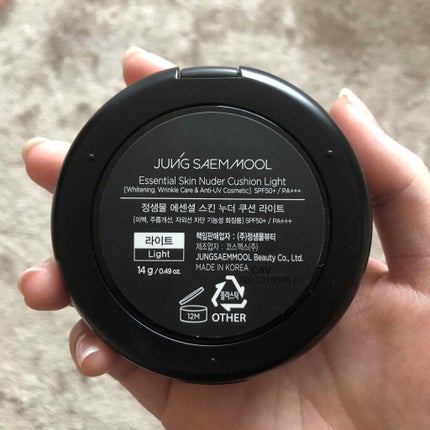 JUNG SAEMMOOL
Essential Skin Nuder Cushion Light
[Whitening, Wrinkle Care & Anti-UV Cosmetic] SPF50+ / PA+++
정샘물 에센셜 스킨 누더 쿠션 라이트
[미백, 주름개선, 자외선 차단 기능성 화장품] SPF50+ / PA+++
라이트
Light
14 g / 0.49 oz.
책임판매업자 : (주)정샘물뷰티
제조업자 : 코스맥스(주)
JUNGSAEMMOOL Beauty Co., Ltd.
MADE IN KOREA
12M
플라스틱
OTHER